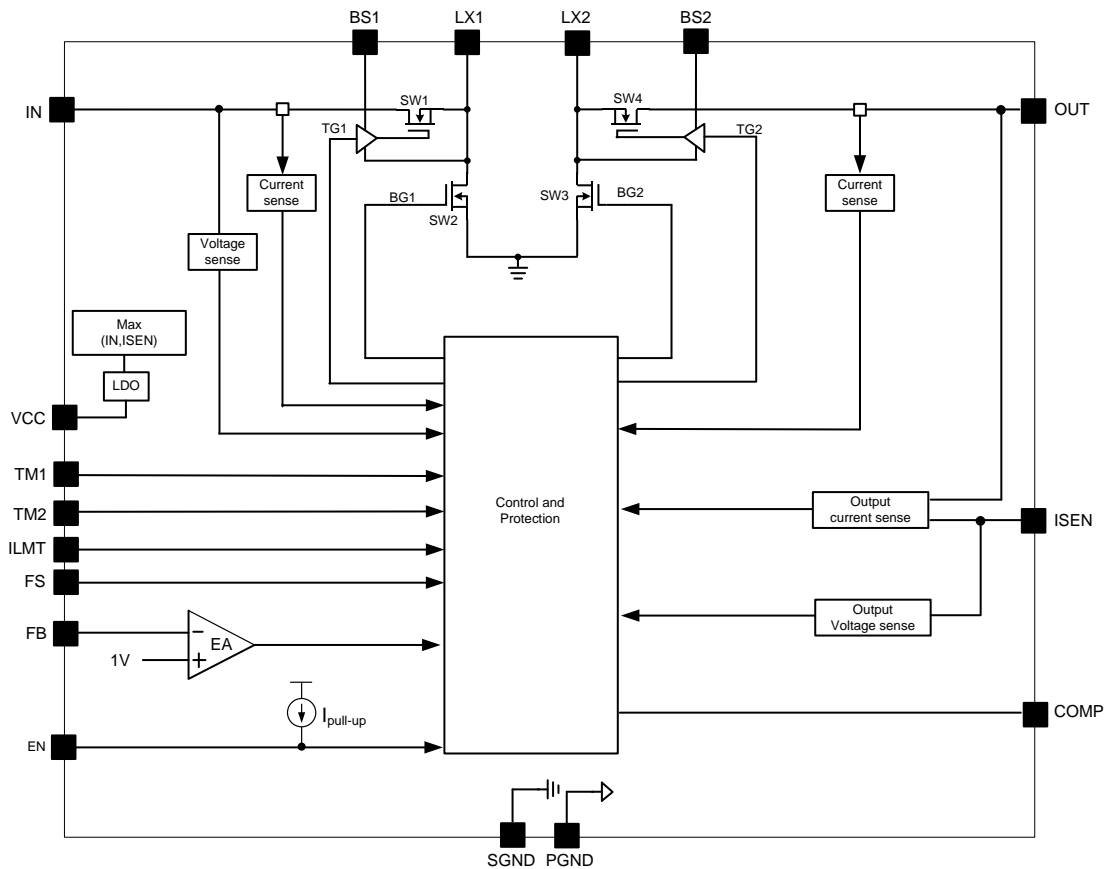 BS1
LX1
LX2
BS2
IN
SW1
SW4
OUT
TG1
TG2
Current
sense
BG1
SW2
SW3
BG2
Current
sense
Voltage
sense
Max
(IN,ISEN)
LDO
VCC
TM1
TM2
ILMT
FS
FB
1V
EA
EN
Ipull-up
Control and
Protection
Output
current sense
ISEN
Output
Voltage sense
COMP
SGND
PGND